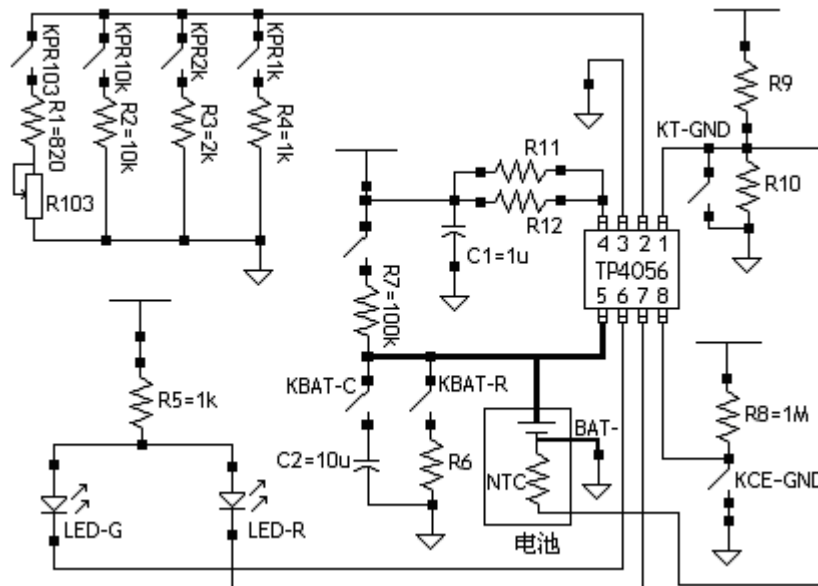 KPR103
KPR10k
KPR2k
KPR1k
R1=820
R2=10k
R3=2k
R4=1k
R103
R9
KT-GND
R10
R11
R12
C1=1u
4 3 2 1
TP4056
5 6 7 8
R7=100k
KBAT-C
KBAT-R
C2=10u
R6
BAT-
NTC
电池
R8=1M
KCE-GND
R5=1k
LED-G
LED-R